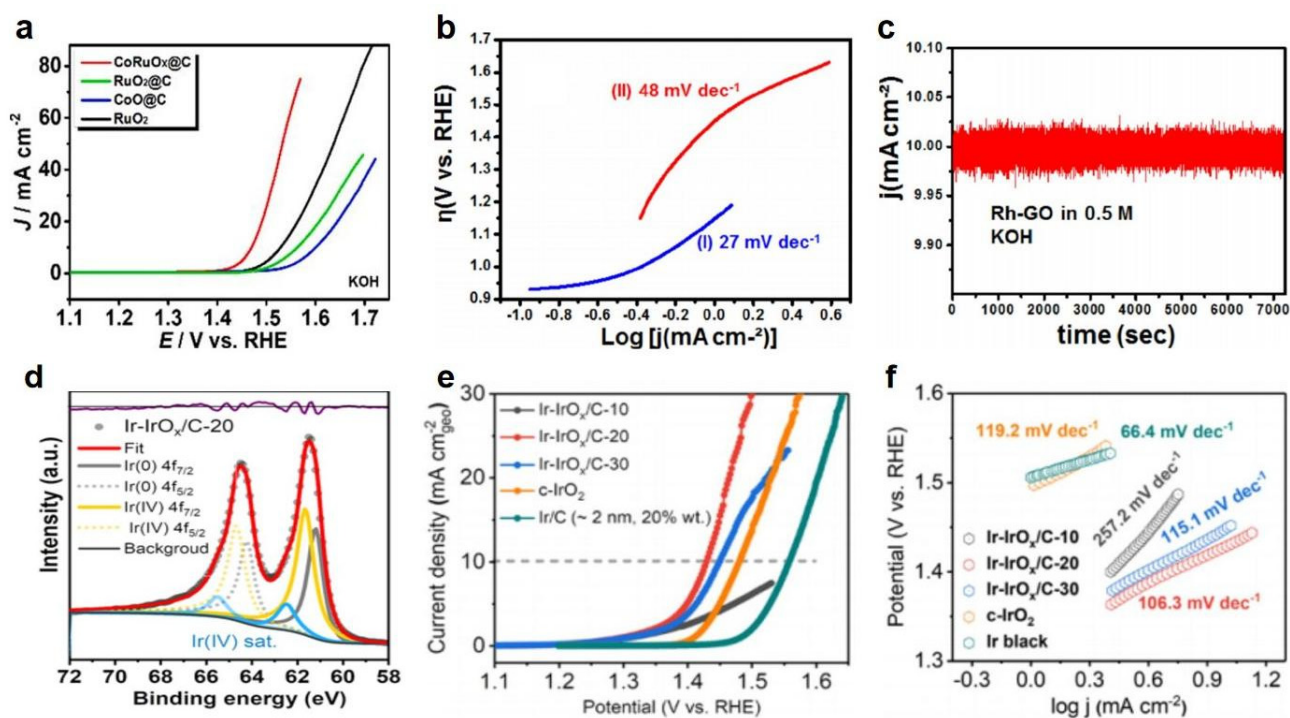 a
J / mA cm⁻²
80
60
40
20
0
CoRuOₓ@C
RuO₂@C
CoO@C
RuO₂
KOH
1.1 1.2 1.3 1.4 1.5 1.6 1.7
E / V vs. RHE
b
η(V vs. RHE)
1.7
1.6
1.5
1.4
1.3
1.2
1.1
1.0
0.9
(II) 48 mV dec⁻¹
(I) 27 mV dec⁻¹
-1.0 -0.8 -0.6 -0.4 -0.2 0.0 0.2 0.4 0.6
Log [j(mA cm-²)]
c
j(mA cm-²)
10.10
10.05
10.00
9.95
9.90
Rh-GO in 0.5 M
KOH
0 1000 2000 3000 4000 5000 6000 7000
time (sec)
d
Intensity (a.u.)
Ir-IrOₓ/C-20
Fit
Ir(0) 4f₇/₂
Ir(0) 4f₅/₂
Ir(IV) 4f₇/₂
Ir(IV) 4f₅/₂
Backgroud
Ir(IV) sat.
72 70 68 66 64 62 60 58
Binding energy (eV)
e
Current density (mA cm⁻²geo)
30
20
10
0
Ir-IrOₓ/C-10
Ir-IrOₓ/C-20
Ir-IrOₓ/C-30
c-IrO₂
Ir/C (~ 2 nm, 20% wt.)
1.1 1.2 1.3 1.4 1.5 1.6
Potential (V vs. RHE)
f
Potential (V vs. RHE)
1.6
1.5
1.4
1.3
119.2 mV dec⁻¹
66.4 mV dec⁻¹
257.2 mV dec⁻¹
115.1 mV dec⁻¹
106.3 mV dec⁻¹
Ir-IrOₓ/C-10
Ir-IrOₓ/C-20
Ir-IrOₓ/C-30
c-IrO₂
Ir black
-0.3 0.0 0.3 0.6 0.9 1.2
log j (mA cm⁻²)